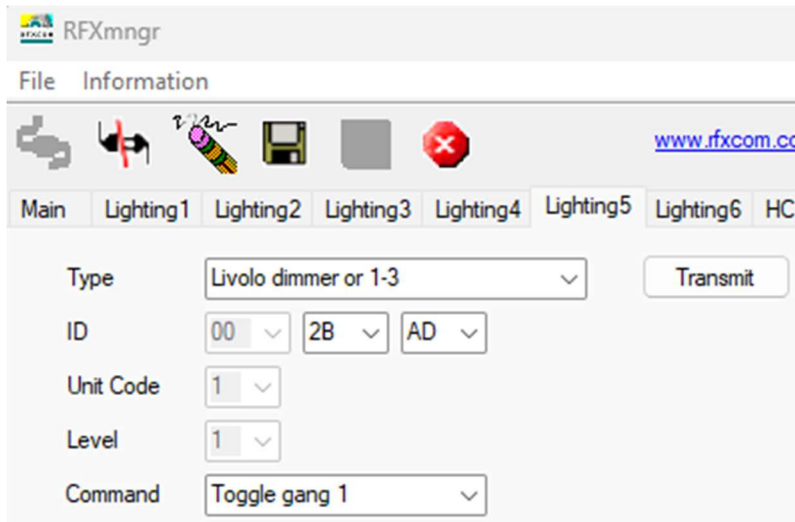 RFXmngr
File Information
www.rfxcom.co
Main Lighting1 Lighting2 Lighting3 Lighting4 Lighting5 Lighting6 HC
Type Livolo dimmer or 1-3 Transmit
ID 00 2B AD
Unit Code 1
Level 1
Command Toggle gang 1